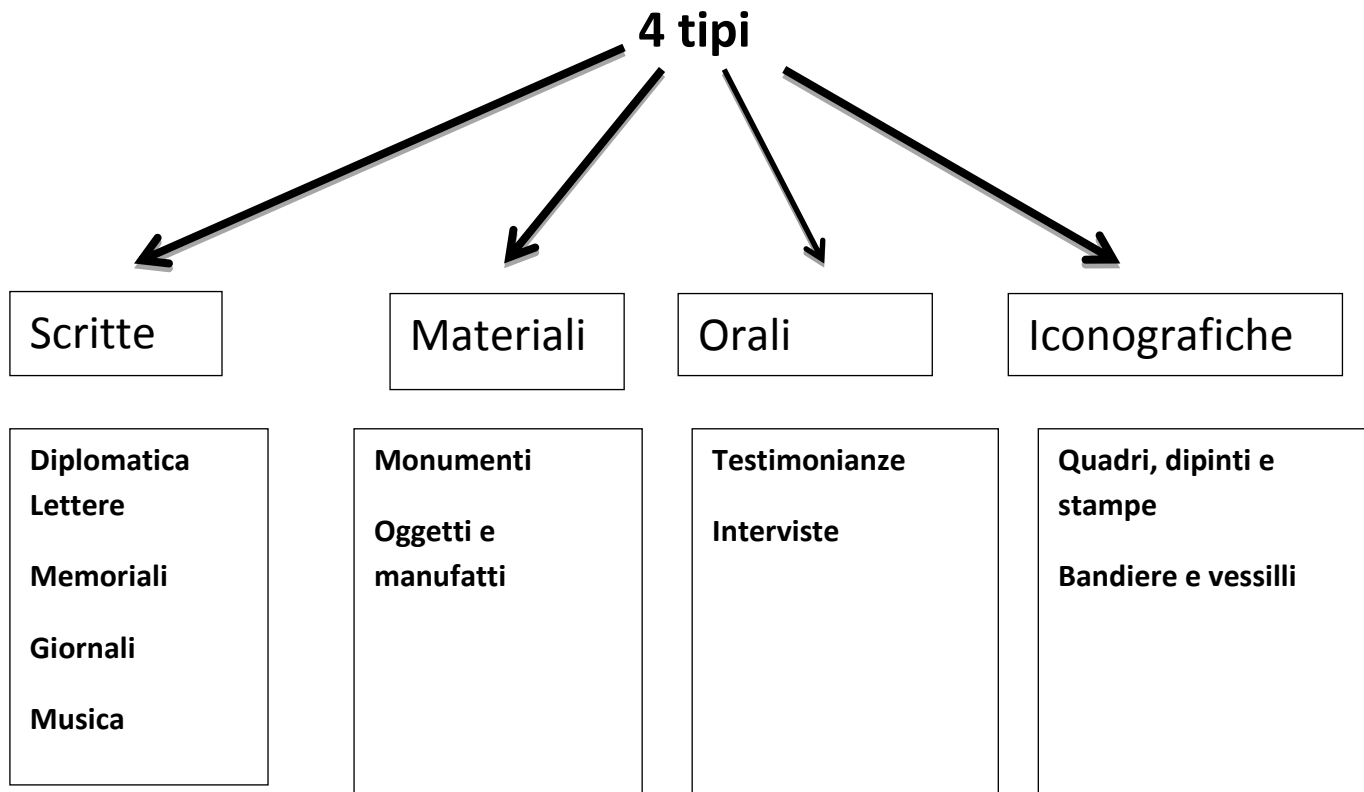 4 tipi
Scritte
Materiali
Orali
Iconografiche
Diplomatica
Lettere
Memoriali
Giornali
Musica
Monumenti
Oggetti e
manufatti
Testimonianze
Interviste
Quadri, dipinti e
stampe
Bandiere e vessilli